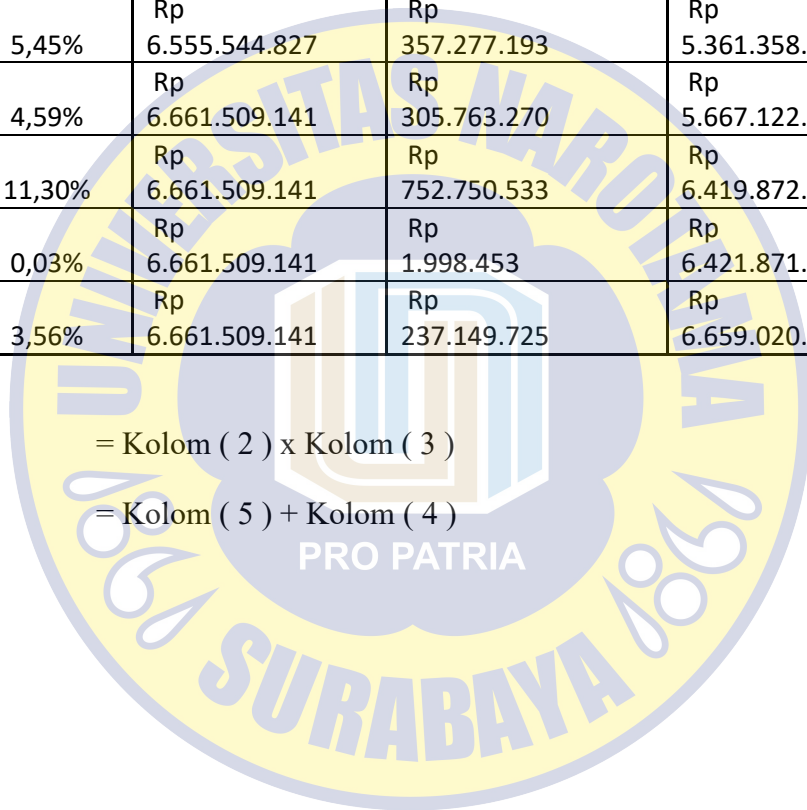 Rp Rp Rp
5,45% 6.555.544.827 357.277.193 5.361.358.
Rp Rp Rp
4,59% 6.661.509.141 305.763.270 5.667.122.
Rp Rp Rp
11,30% 6.661.509.141 752.750.533 6.419.872.
Rp Rp Rp
0,03% 6.661.509.141 1.998.453 6.421.871.
Rp Rp Rp
3,56% 6.661.509.141 237.149.725 6.659.020.
= Kolom ( 2 ) x Kolom ( 3 )
= Kolom ( 5 ) + Kolom ( 4 )
UNIVERSITAS NAROTAMA
PRO PATRIA
SURABAYA